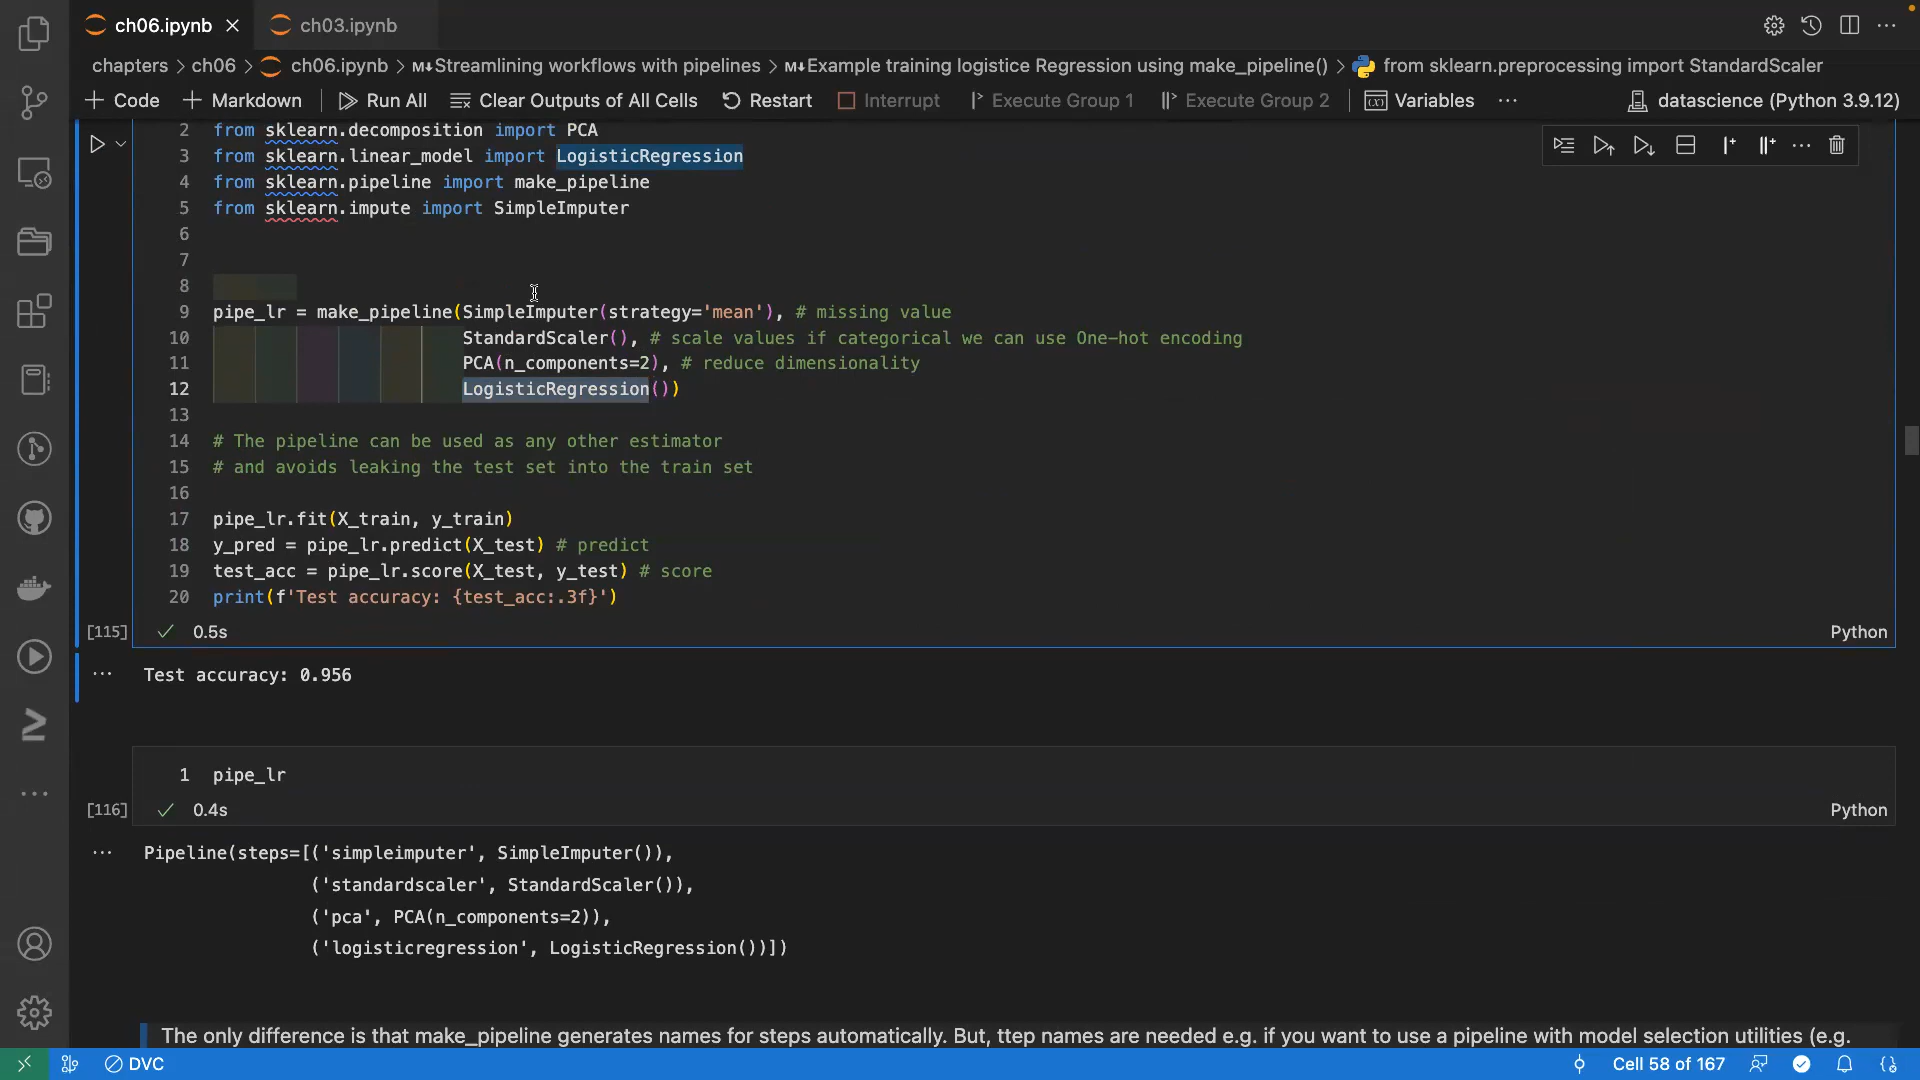 ch06.ipynb
ch03.ipynb
chapters > ch06 > ch06.ipynb > M↓Streamlining workflows with pipelines > M↓Example training logistice Regression using make_pipeline() > from sklearn.preprocessing import StandardScaler
+ Code + Markdown Run All Clear Outputs of All Cells Restart Interrupt Execute Group 1 Execute Group 2 Variables ··· datascience (Python 3.9.12)
2 from sklearn.decomposition import PCA
3 from sklearn.linear_model import LogisticRegression
4 from sklearn.pipeline import make_pipeline
5 from sklearn.impute import SimpleImputer
6
7
8
9 pipe_lr = make_pipeline(SimpleImputer(strategy='mean'), # missing value
10 StandardScaler(), # scale values if categorical we can use One-hot encoding
11 PCA(n_components=2), # reduce dimensionality
12 LogisticRegression())
13
14 # The pipeline can be used as any other estimator
15 # and avoids leaking the test set into the train set
16
17 pipe_lr.fit(X_train, y_train)
18 y_pred = pipe_lr.predict(X_test) # predict
19 test_acc = pipe_lr.score(X_test, y_test) # score
20 print(f'Test accuracy: {test_acc:.3f}')
[115] 0.5s Python
Test accuracy: 0.956
1 pipe_lr
[116] 0.4s Python
Pipeline(steps=[('simpleimputer', SimpleImputer()),
('standardscaler', StandardScaler()),
('pca', PCA(n_components=2)),
('logisticregression', LogisticRegression())])
The only difference is that make_pipeline generates names for steps automatically. But, ttep names are needed e.g. if you want to use a pipeline with model selection utilities (e.g.
DVC
Cell 58 of 167